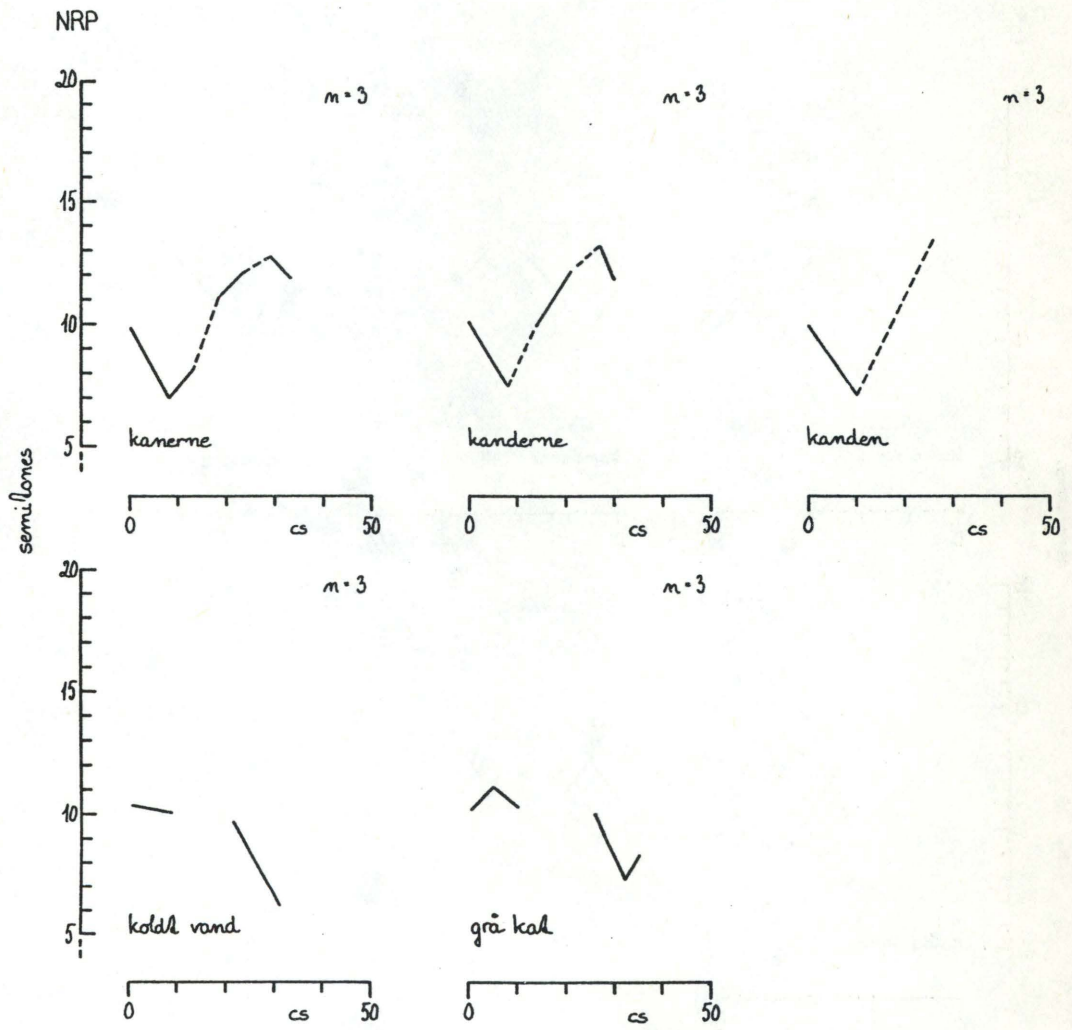 NRP
20
n=3
n=3
n=3
15
10
5
kanerne
kanderne
kanden
semitones
0 cs 50
0 cs 50
0 cs 50
20
n=3
n=3
15
10
5
koldt vand
grå kat
0 cs 50
0 cs 50